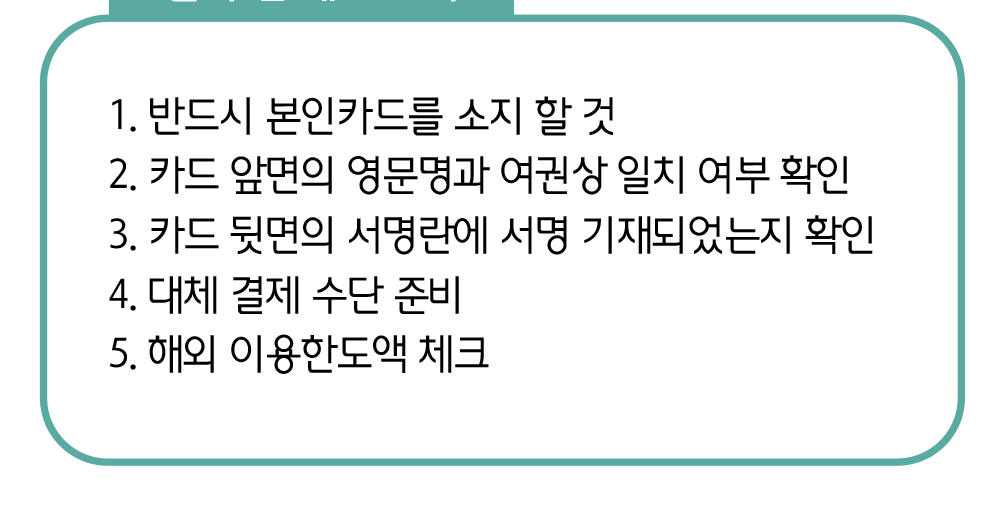 1. 반드시 본인카드를 소지 할 것
2. 카드 앞면의 영문명과 여권상 일치 여부 확인
3. 카드 뒷면의 서명란에 서명 기재되었는지 확인
4. 대체 결제 수단 준비
5. 해외 이용한도액 체크